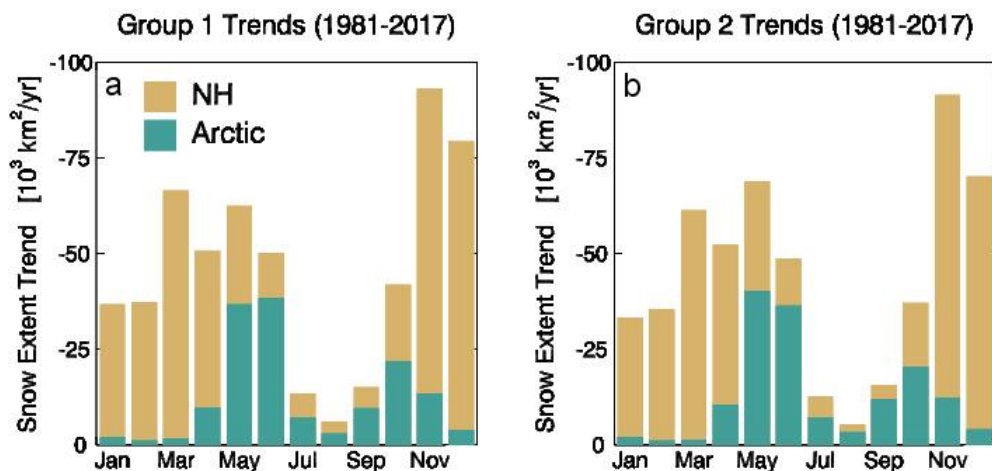 Group 1 Trends (1981-2017)
Snow Extent Trend [10³ km²/yr]
-100
-75
-50
-25
0
a
NH
Arctic
Jan Mar May Jul Sep Nov
Group 2 Trends (1981-2017)
Snow Extent Trend [10³ km²/yr]
-100
-75
-50
-25
0
b
Jan Mar May Jul Sep Nov